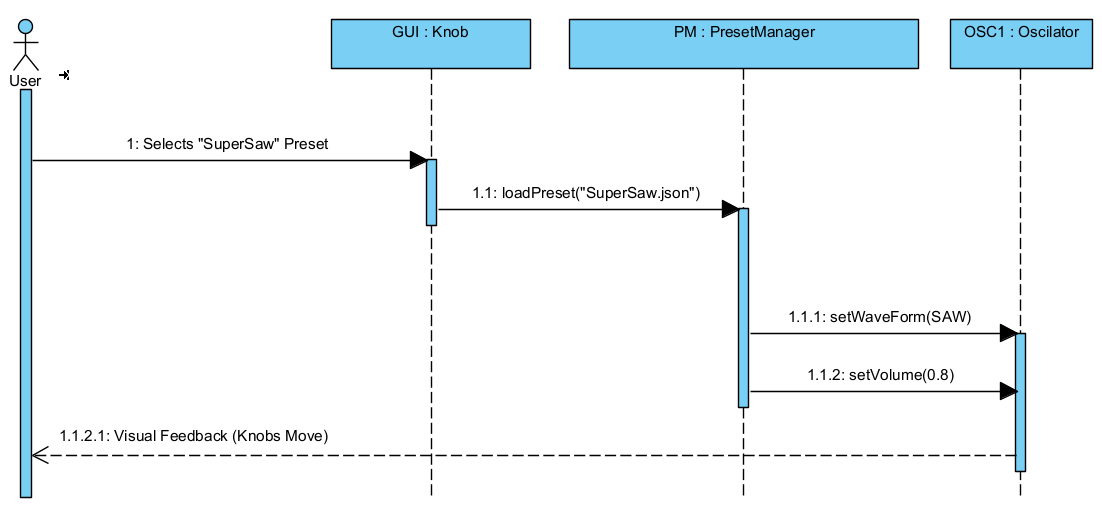 GUI : Knob
PM : PresetManager
OSC1 : Oscilator
User
1: Selects "SuperSaw" Preset
1.1: loadPreset("SuperSaw.json")
1.1.1: setWaveForm(SAW)
1.1.2: setVolume(0.8)
1.1.2.1: Visual Feedback (Knobs Move)